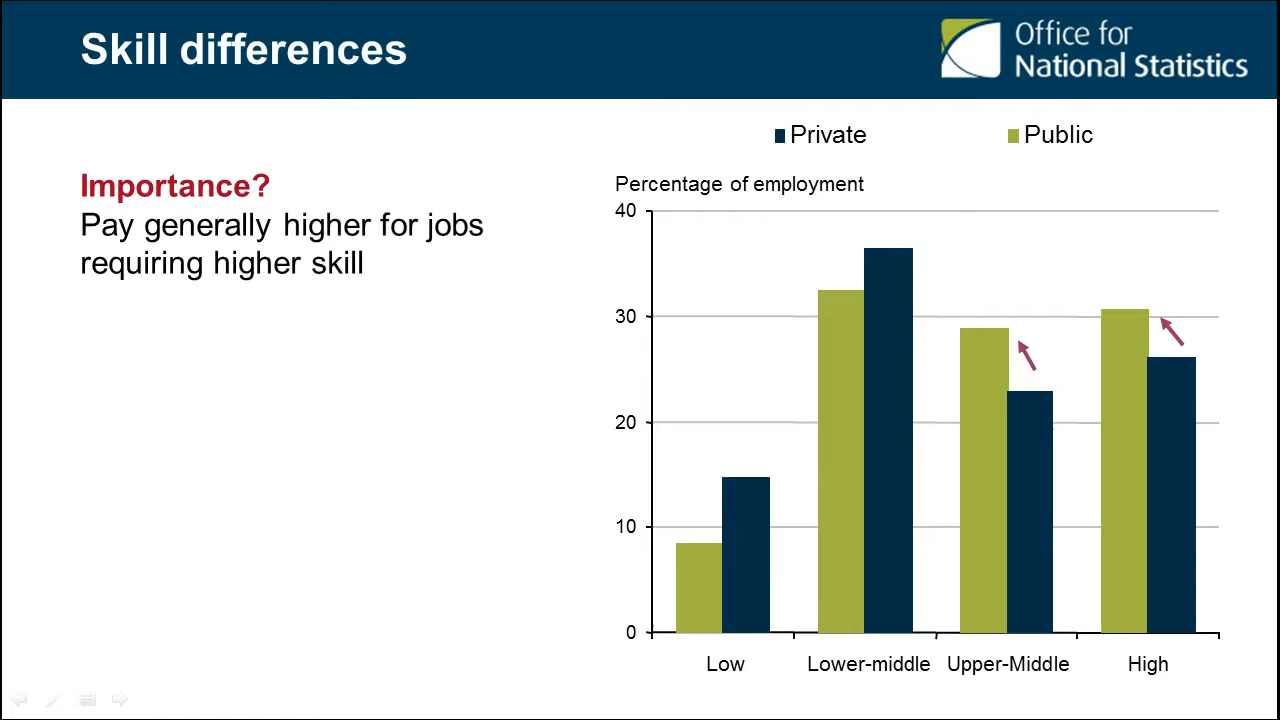 Skill differences
Office for
National Statistics
Private
Public
Importance?
Pay generally higher for jobs
requiring higher skill
Percentage of employment
40
30
20
10
0
Low
Lower-middle
Upper-Middle
High